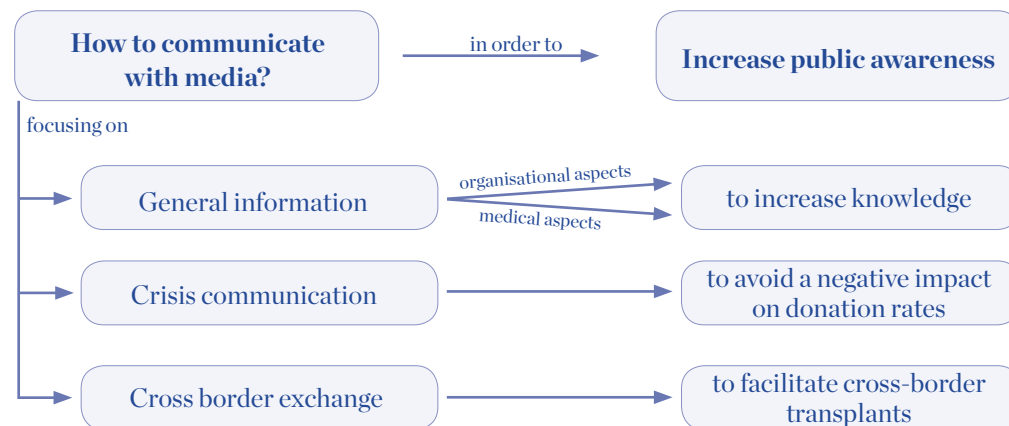 How to communicate
with media?
in order to
Increase public awareness
focusing on
General information
organisational aspects
medical aspects
to increase knowledge
Crisis communication
to avoid a negative impact
on donation rates
Cross border exchange
to facilitate cross-border
transplants